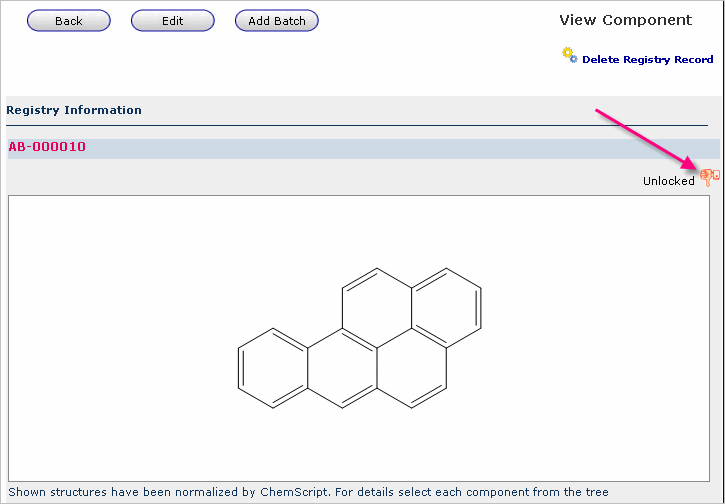 Back Edit Add Batch View Component
Delete Registry Record
Registry Information
AB-000010
Unlocked
Shown structures have been normalized by ChemScript. For details select each component from the tree